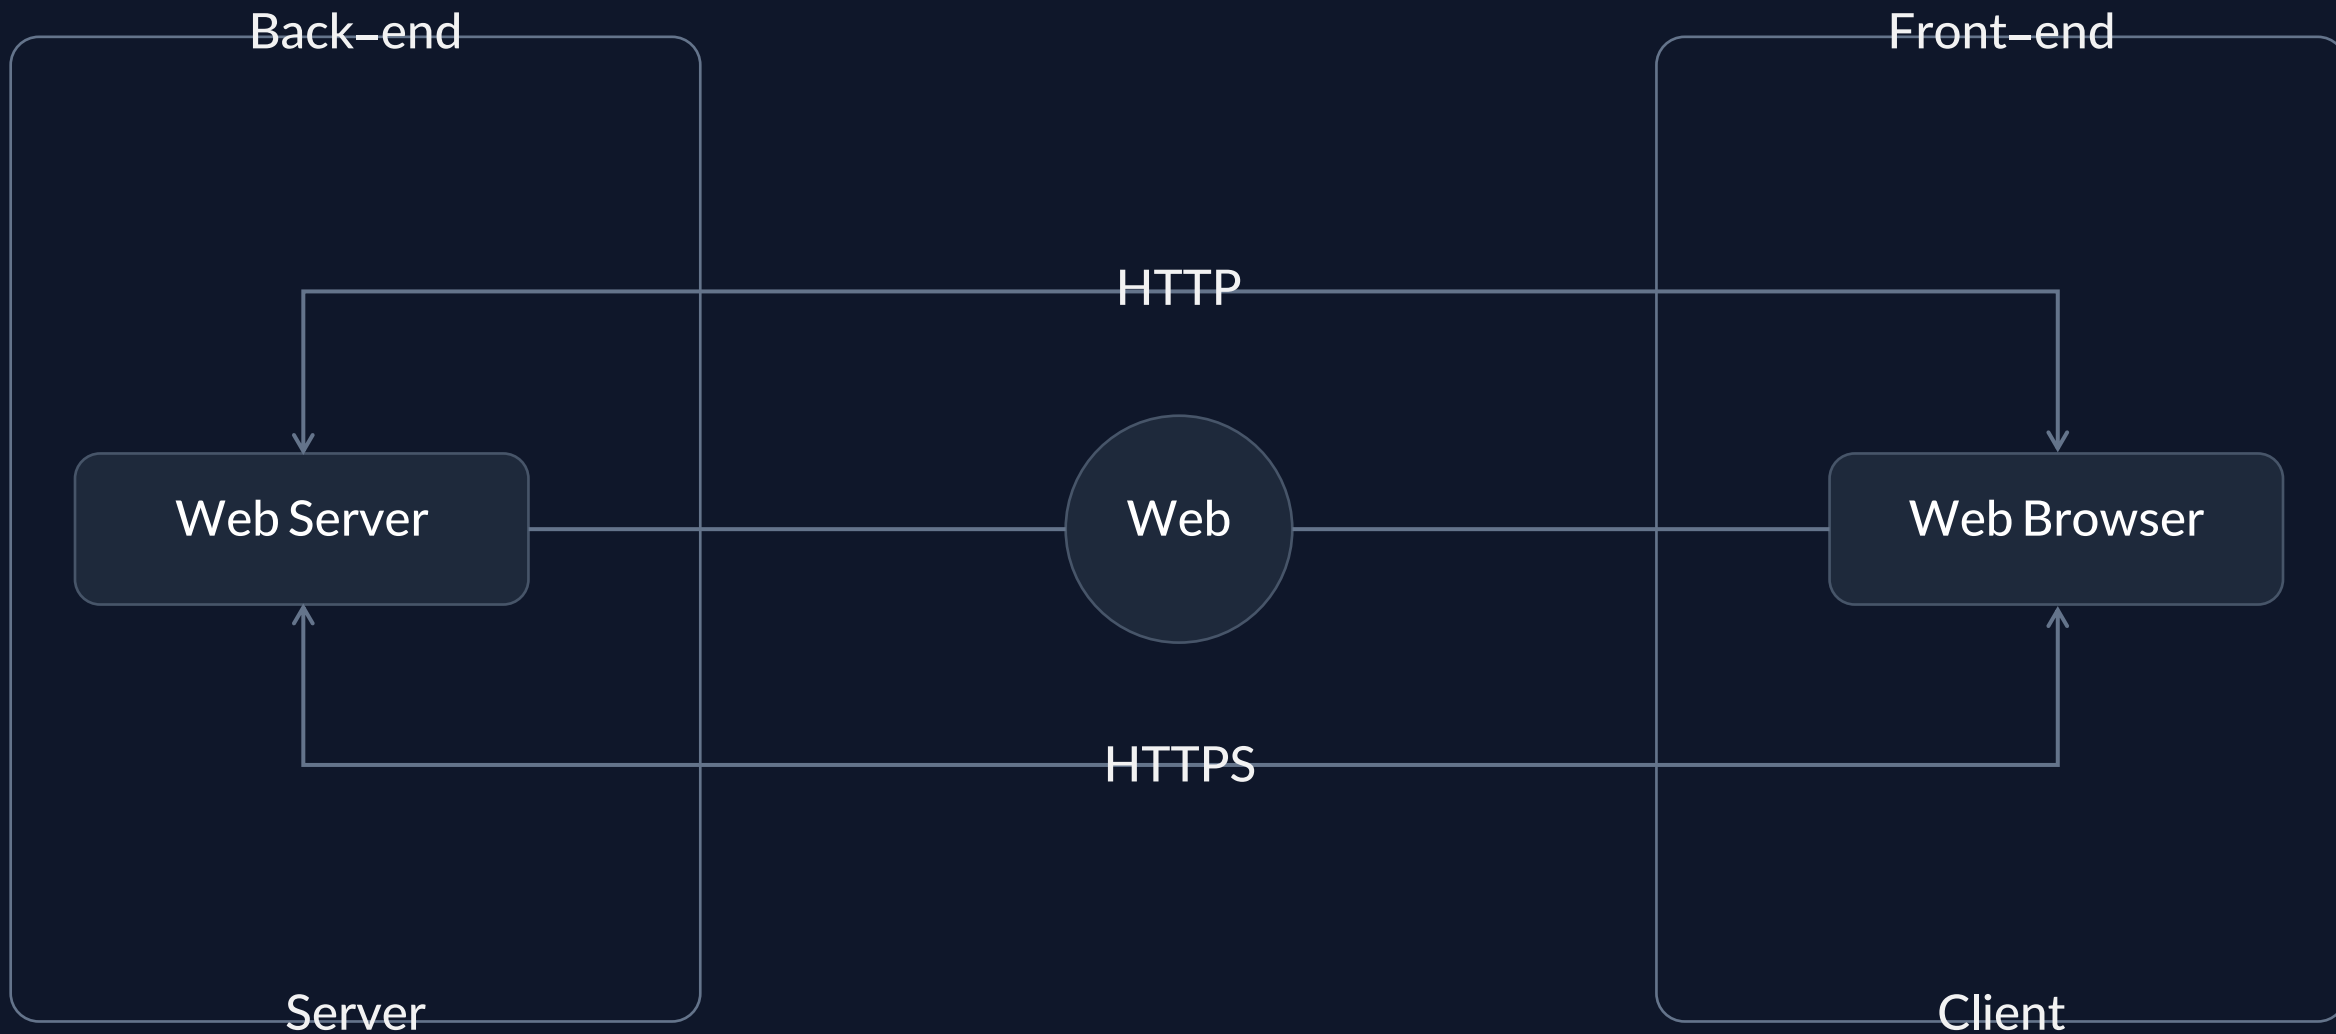 Back-end
Front-end
HTTP
Web Server
Web
Web Browser
HTTPS
Server
Client